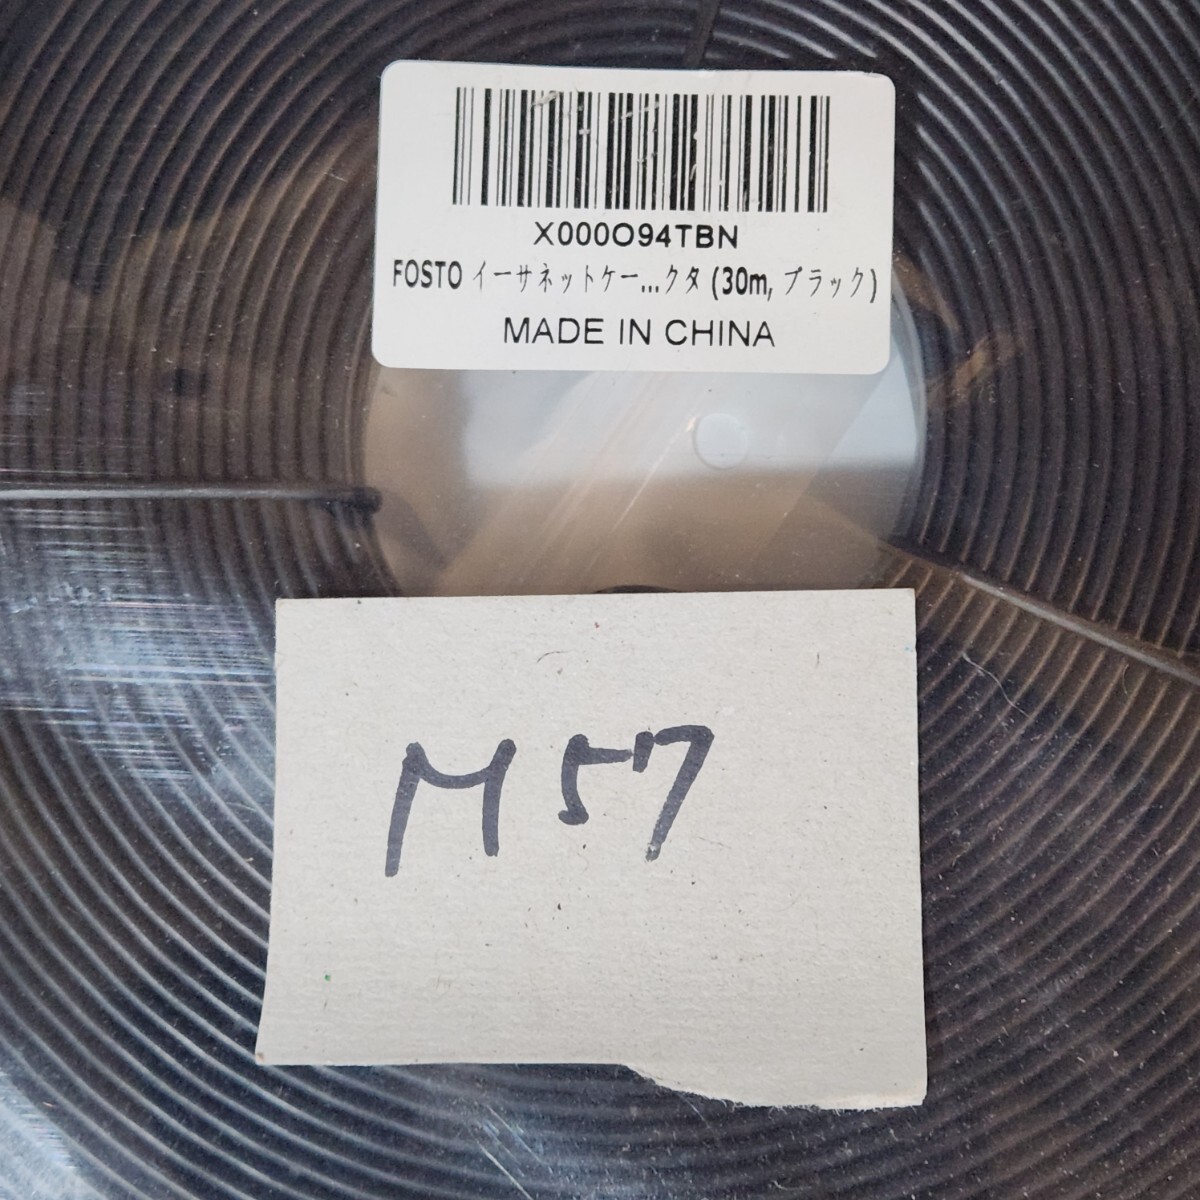 X000O94TBN
FOSTO イーサネットケー...クタ (30m, ブラック)
MADE IN CHINA
M57